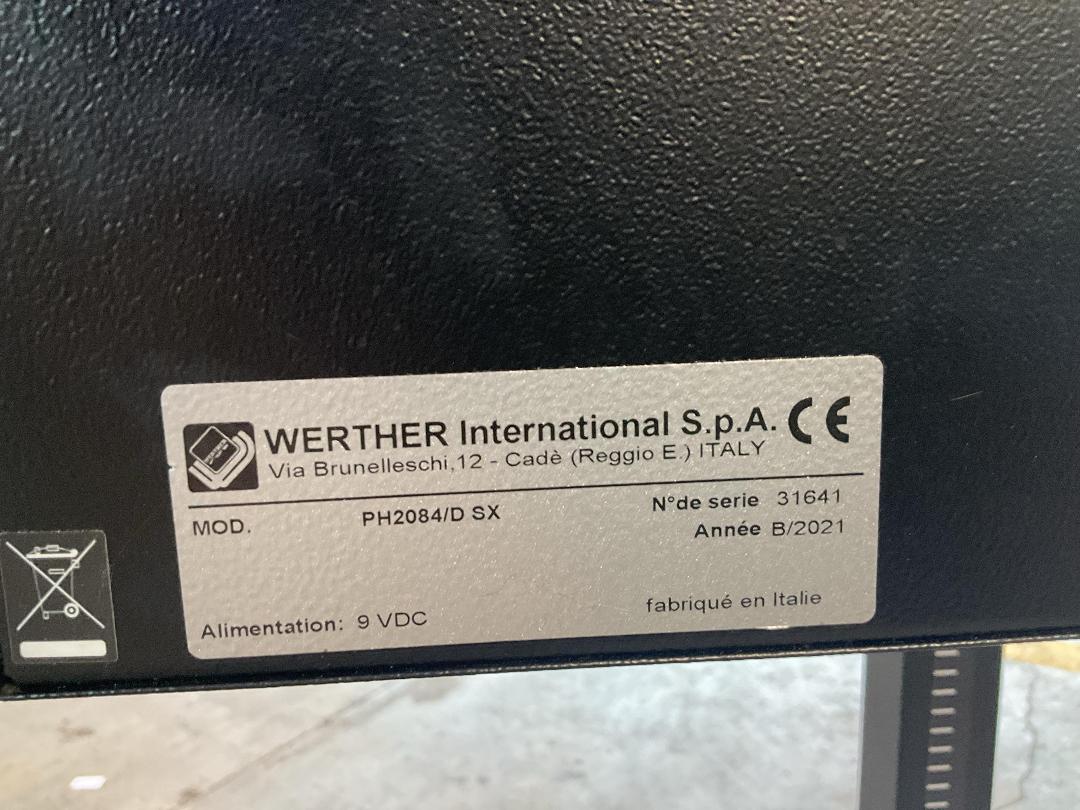 WERTHER International S.p.A. CE
Via Brunelleschi,12 - Cadè (Reggio E.) ITALY
MOD. PH2084/D SX
N°de serie 31641
Année B/2021
Alimentation: 9 VDC
fabriqué en Italie